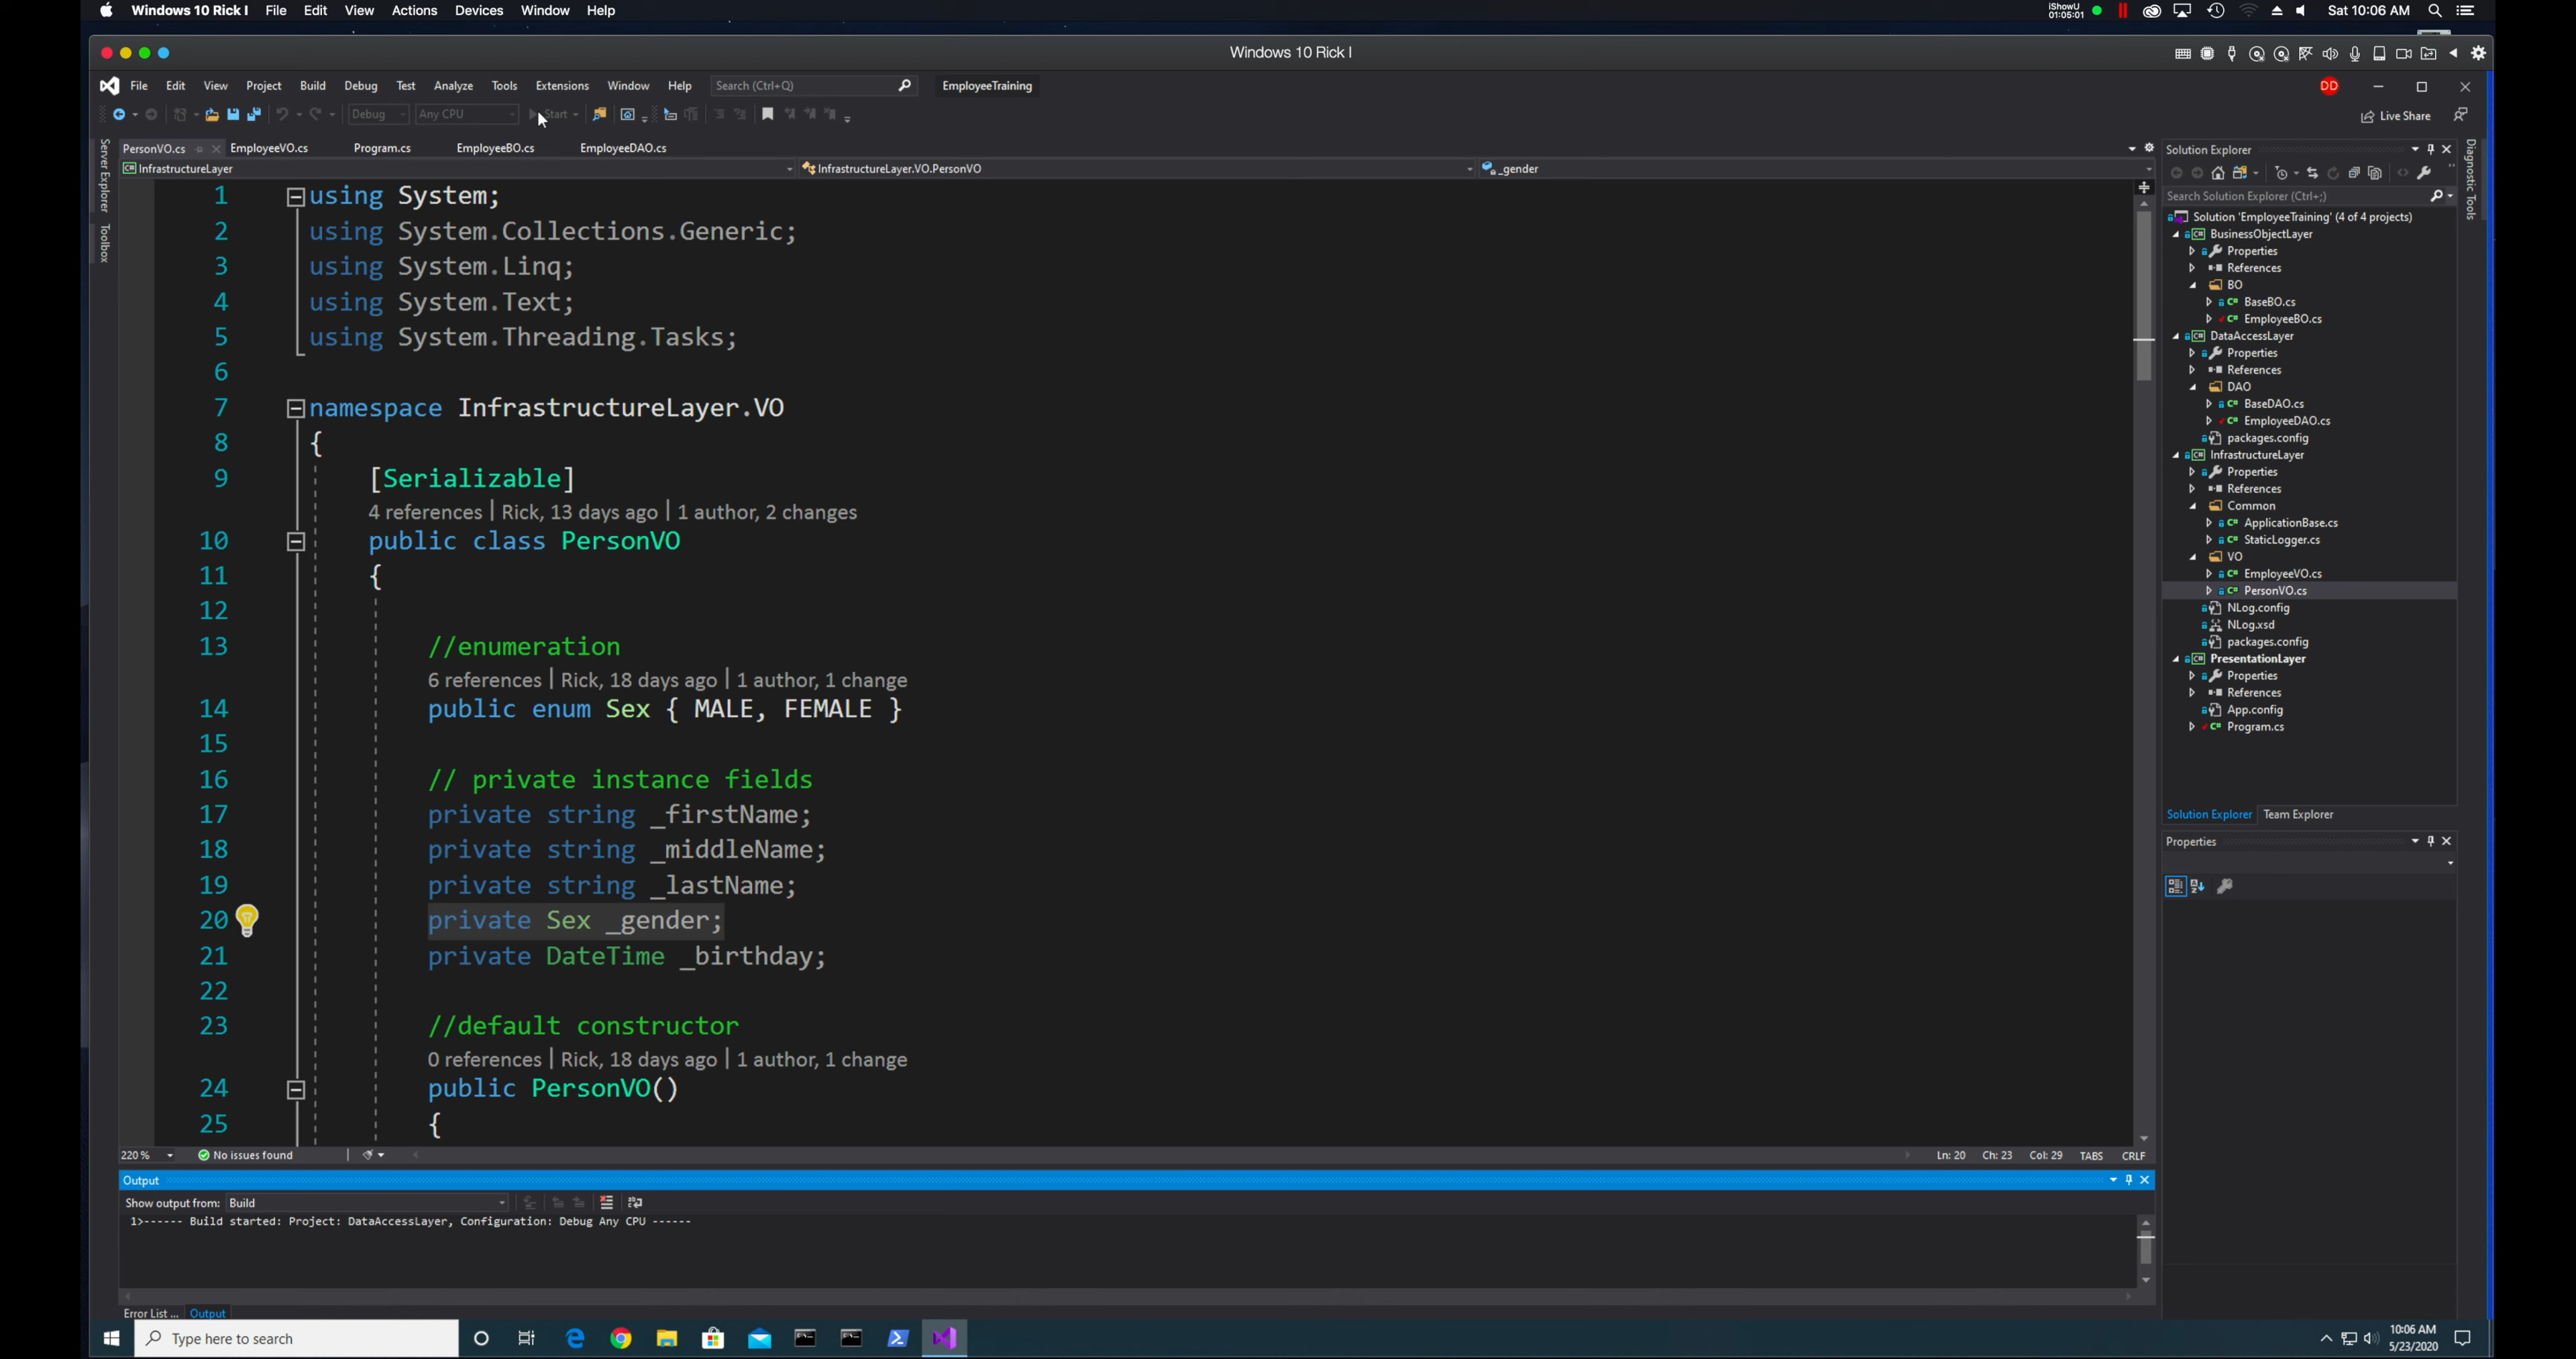 Windows 10 Rick I File Edit View Actions Devices Window Help
iShowU 01:05:01 Sat 10:06 AM
Windows 10 Rick I
File Edit View Project Build Debug Test Analyze Tools Extensions Window Help Search (Ctrl+Q) EmployeeTraining DD
Debug Any CPU Start Live Share
Server Explorer
Toolbox
PersonVO.cs EmployeeVO.cs Program.cs EmployeeBO.cs EmployeeDAO.cs
InfrastructureLayer InfrastructureLayer.VO.PersonVO _gender
1 using System;
2 using System.Collections.Generic;
3 using System.Linq;
4 using System.Text;
5 using System.Threading.Tasks;
6
7 namespace InfrastructureLayer.VO
8 {
9 [Serializable]
4 references | Rick, 13 days ago | 1 author, 2 changes
10 public class PersonVO
11 {
12
13 //enumeration
6 references | Rick, 18 days ago | 1 author, 1 change
14 public enum Sex { MALE, FEMALE }
15
16 // private instance fields
17 private string _firstName;
18 private string _middleName;
19 private string _lastName;
20 private Sex _gender;
21 private DateTime _birthday;
22
23 //default constructor
0 references | Rick, 18 days ago | 1 author, 1 change
24 public PersonVO()
25 {
220 % No issues found Ln: 20 Ch: 23 Col: 29 TABS CRLF
Output
Show output from: Build
1>------ Build started: Project: DataAccessLayer, Configuration: Debug Any CPU ------
Error List ... Output
Solution Explorer
Search Solution Explorer (Ctrl+;)
Solution 'EmployeeTraining' (4 of 4 projects)
BusinessObjectLayer
Properties
References
BO
BaseBO.cs
EmployeeBO.cs
DataAccessLayer
Properties
References
DAO
BaseDAO.cs
EmployeeDAO.cs
packages.config
InfrastructureLayer
Properties
References
Common
ApplicationBase.cs
StaticLogger.cs
VO
EmployeeVO.cs
PersonVO.cs
NLog.config
NLog.xsd
packages.config
PresentationLayer
Properties
References
App.config
Program.cs
Solution Explorer Team Explorer
Properties
Diagnostic Tools
Type here to search
10:06 AM
5/23/2020